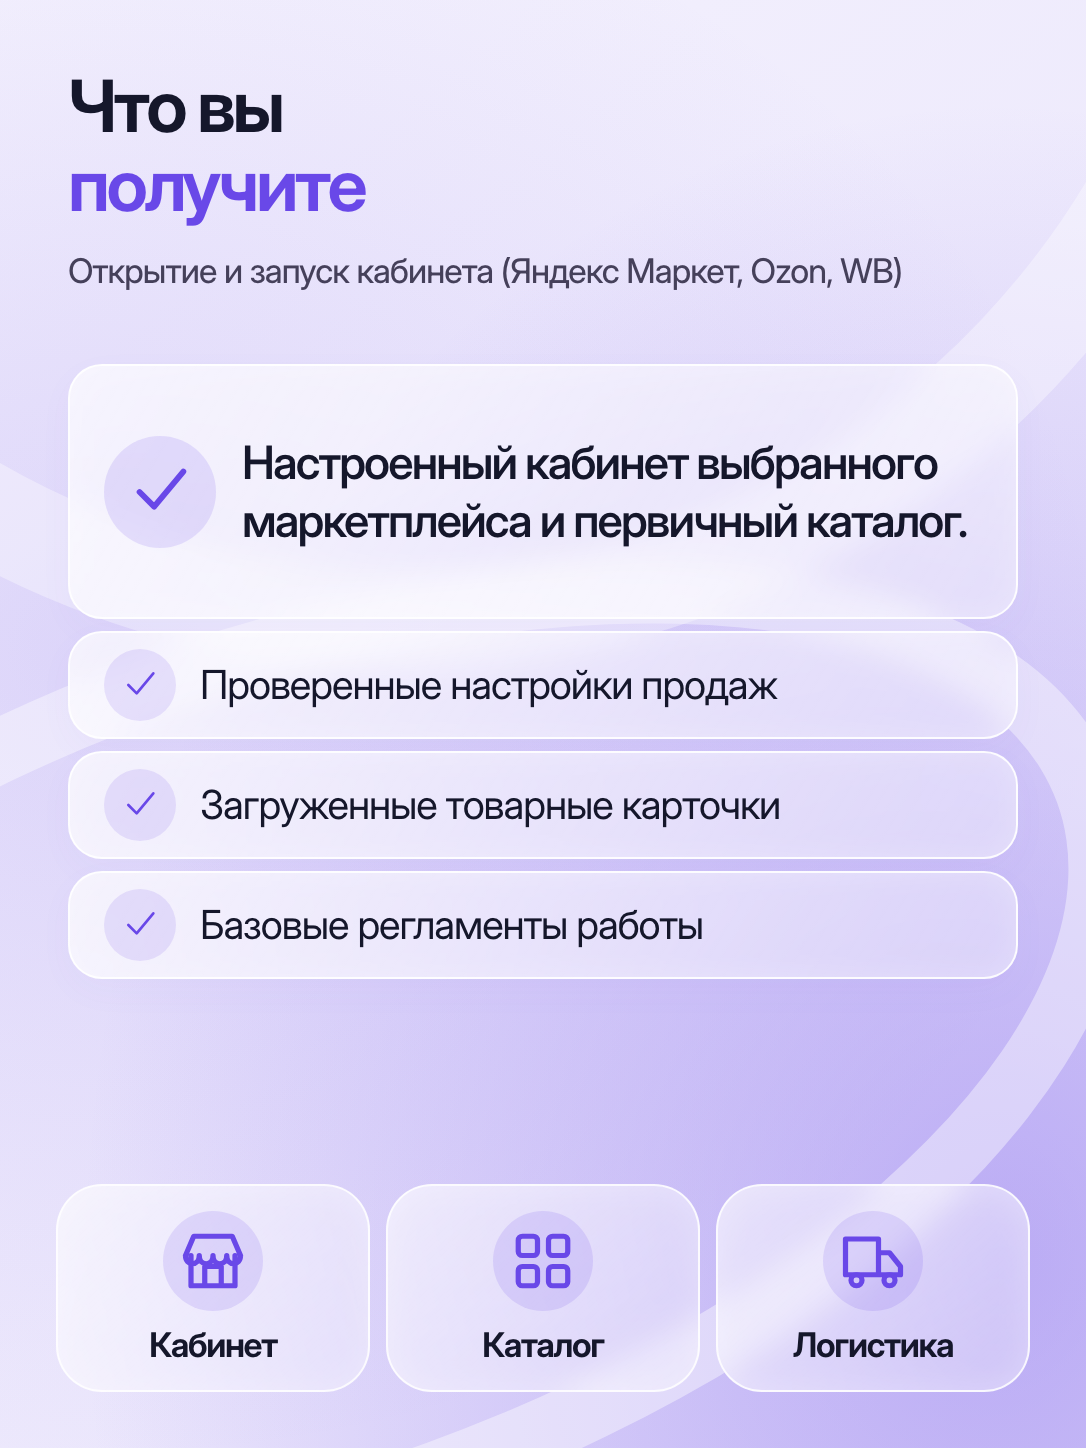 Что вы
получите
Открытие и запуск кабинета (Яндекс Маркет, Ozon, WB)
Настроенный кабинет выбранного
маркетплейса и первичный каталог.
Проверенные настройки продаж
Загруженные товарные карточки
Базовые регламенты работы
Кабинет
Каталог
Логистика